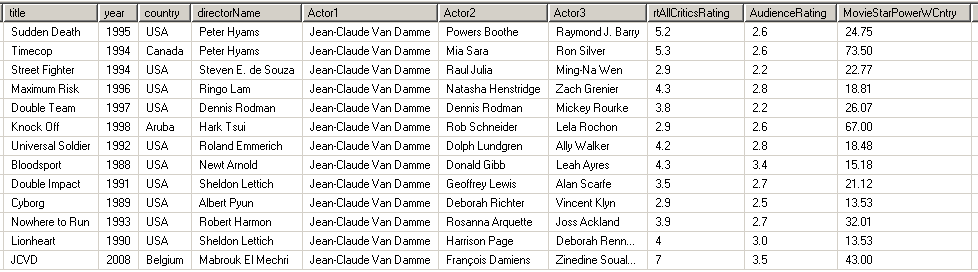 title year country directorName Actor1 Actor2 Actor3 rtAllCriticsRating AudienceRating MovieStarPowerWCntry
Sudden Death 1995 USA Peter Hyams Jean-Claude Van Damme Powers Boothe Raymond J. Barry 5.2 2.6 24.75
Timecop 1994 Canada Peter Hyams Jean-Claude Van Damme Mia Sara Ron Silver 5.3 2.6 73.50
Street Fighter 1994 USA Steven E. de Souza Jean-Claude Van Damme Raul Julia Ming-Na Wen 2.9 2.2 22.77
Maximum Risk 1996 USA Ringo Lam Jean-Claude Van Damme Natasha Henstridge Zach Grenier 4.3 2.8 18.81
Double Team 1997 USA Dennis Rodman Jean-Claude Van Damme Dennis Rodman Mickey Rourke 3.8 2.2 26.07
Knock Off 1998 Aruba Hark Tsui Jean-Claude Van Damme Rob Schneider Lela Rochon 2.9 2.6 67.00
Universal Soldier 1992 USA Roland Emmerich Jean-Claude Van Damme Dolph Lundgren Ally Walker 4.2 2.8 18.48
Bloodsport 1988 USA Newt Arnold Jean-Claude Van Damme Donald Gibb Leah Ayres 4.3 3.4 15.18
Double Impact 1991 USA Sheldon Lettich Jean-Claude Van Damme Geoffrey Lewis Alan Scarfe 3.5 2.7 21.12
Cyborg 1989 USA Albert Pyun Jean-Claude Van Damme Deborah Richter Vincent Klyn 2.9 2.5 13.53
Nowhere to Run 1993 USA Robert Harmon Jean-Claude Van Damme Rosanna Arquette Joss Ackland 3.9 2.7 32.01
Lionheart 1990 USA Sheldon Lettich Jean-Claude Van Damme Harrison Page Deborah Renn... 4 3.0 13.53
JCVD 2008 Belgium Mabrouk El Mechri Jean-Claude Van Damme François Damiens Zinedine Soual... 7 3.5 43.00